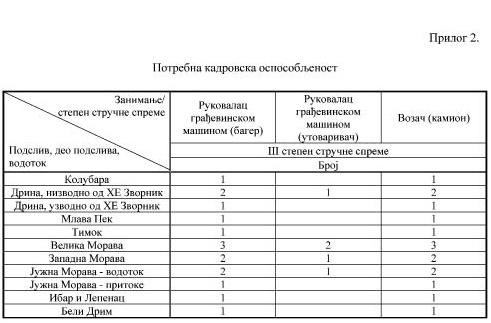 Прилог 2.
Потребна кадровска оспособљеност
Занимање/
степен стручне спреме
Подслив, део подслива,
водоток
Руковалац
грађевинском
машином (багер)
Руковалац
грађевинском
машином
(утоваривач)
Возач (камион)
III степен стручне спреме
Број
Колубара 1 1
Дрина, низводно од ХЕ Зворник 2 1 2
Дрина, узводно од ХЕ Зворник 1 1
Млава Пек 1 1
Тимок 1 1
Велика Морава 3 2 3
Западна Морава 2 1 2
Јужна Морава - водоток 2 1 2
Јужна Морава - притоке 1 1
Ибар и Лепенац 1 1
Бели Дрим 1 1